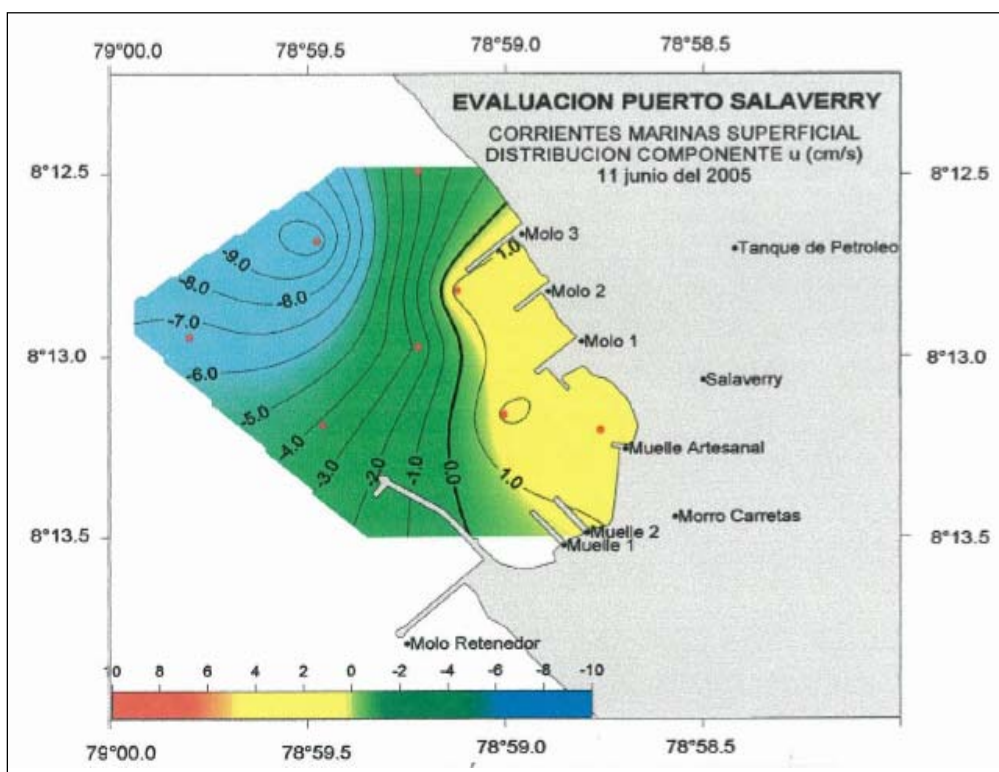 79°00.0 78°59.5 78°59.0 78°58.5
EVALUACION PUERTO SALAVERRY
CORRIENTES MARINAS SUPERFICIAL
DISTRIBUCION COMPONENTE u (cm/s)
11 junio del 2005
8°12.5 8°12.5
Molo 3
1.0
Tanque de Petroleo
-9.0
-8.0 -8.0
Molo 2
-7.0
Molo 1
8°13.0 8°13.0
-6.0
Salaverry
-5.0
-4.0
-3.0
-2.0
-1.0
0.0
1.0
Muelle Artesanal
Morro Carretas
8°13.5 8°13.5
Muelle 2
Muelle 1
Molo Retenedor
10 8 6 4 2 0 -2 -4 -6 -8 -10
79°00.0 78°59.5 78°59.0 78°58.5